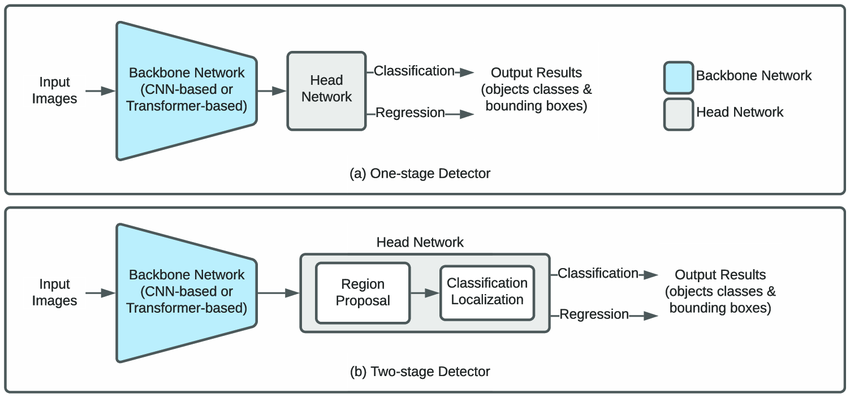 Input
Images
Backbone Network
(CNN-based or
Transformer-based)
Head
Network
Classification
Regression
Output Results
(objects classes &
bounding boxes)
Backbone Network
Head Network
(a) One-stage Detector
Input
Images
Backbone Network
(CNN-based or
Transformer-based)
Head Network
Region
Proposal
Classification
Localization
Classification
Regression
Output Results
(objects classes &
bounding boxes)
(b) Two-stage Detector